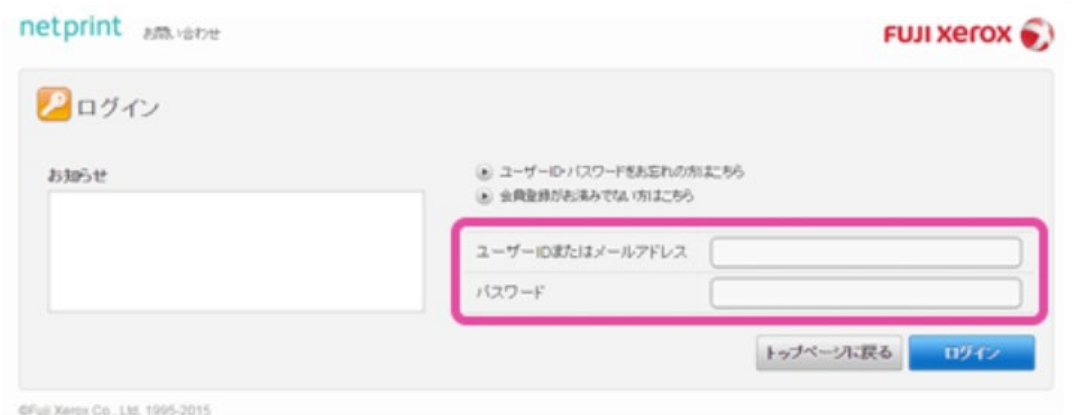 netprint お問い合わせ
FUJI xerox
ログイン
お知らせ
ユーザーID・パスワードをお忘れの方はこちら
会員登録がお済みでない方はこちら
ユーザーIDまたはメールアドレス
パスワード
トップページに戻る
ログイン
©Fuji Xerox Co., Ltd. 1995-2015